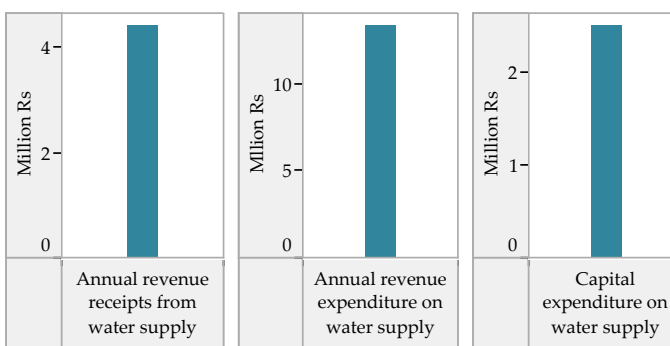 Million Rs
4
2
0
Annual revenue
receipts from
water supply
MIlion Rs
10
5
0
Annual revenue
expenditure on
water supply
Million Rs
2
1
0
Capital
expenditure on
water supply